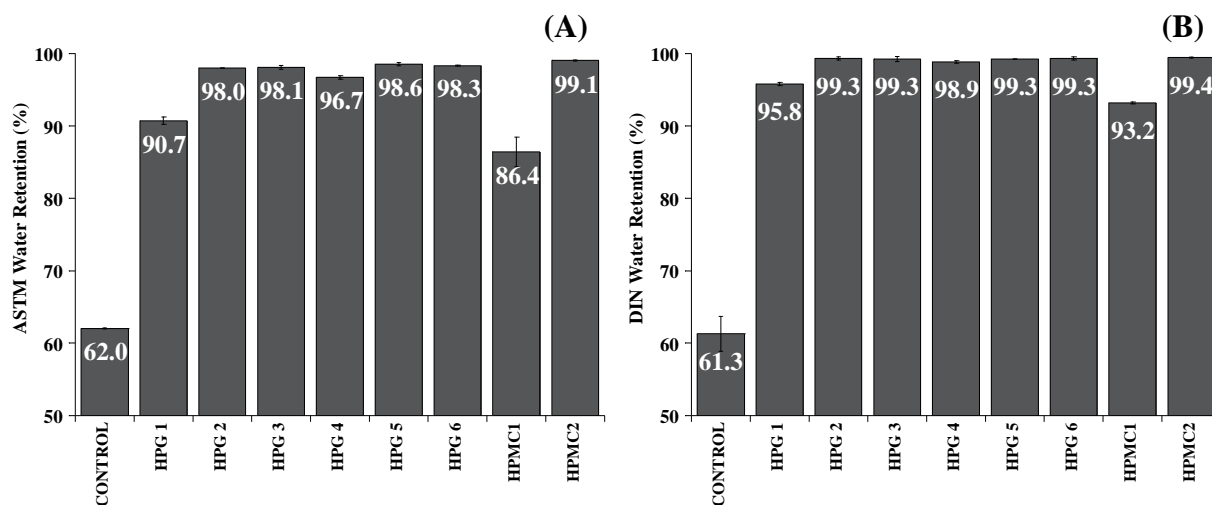 (A)
ASTM Water Retention (%)
100
90
80
70
60
50
62.0
90.7
98.0
98.1
96.7
98.6
98.3
86.4
99.1
CONTROL
HPG 1
HPG 2
HPG 3
HPG 4
HPG 5
HPG 6
HPMC1
HPMC2
(B)
DIN Water Retention (%)
100
90
80
70
60
50
61.3
95.8
99.3
99.3
98.9
99.3
99.3
93.2
99.4
CONTROL
HPG 1
HPG 2
HPG 3
HPG 4
HPG 5
HPG 6
HPMC1
HPMC2